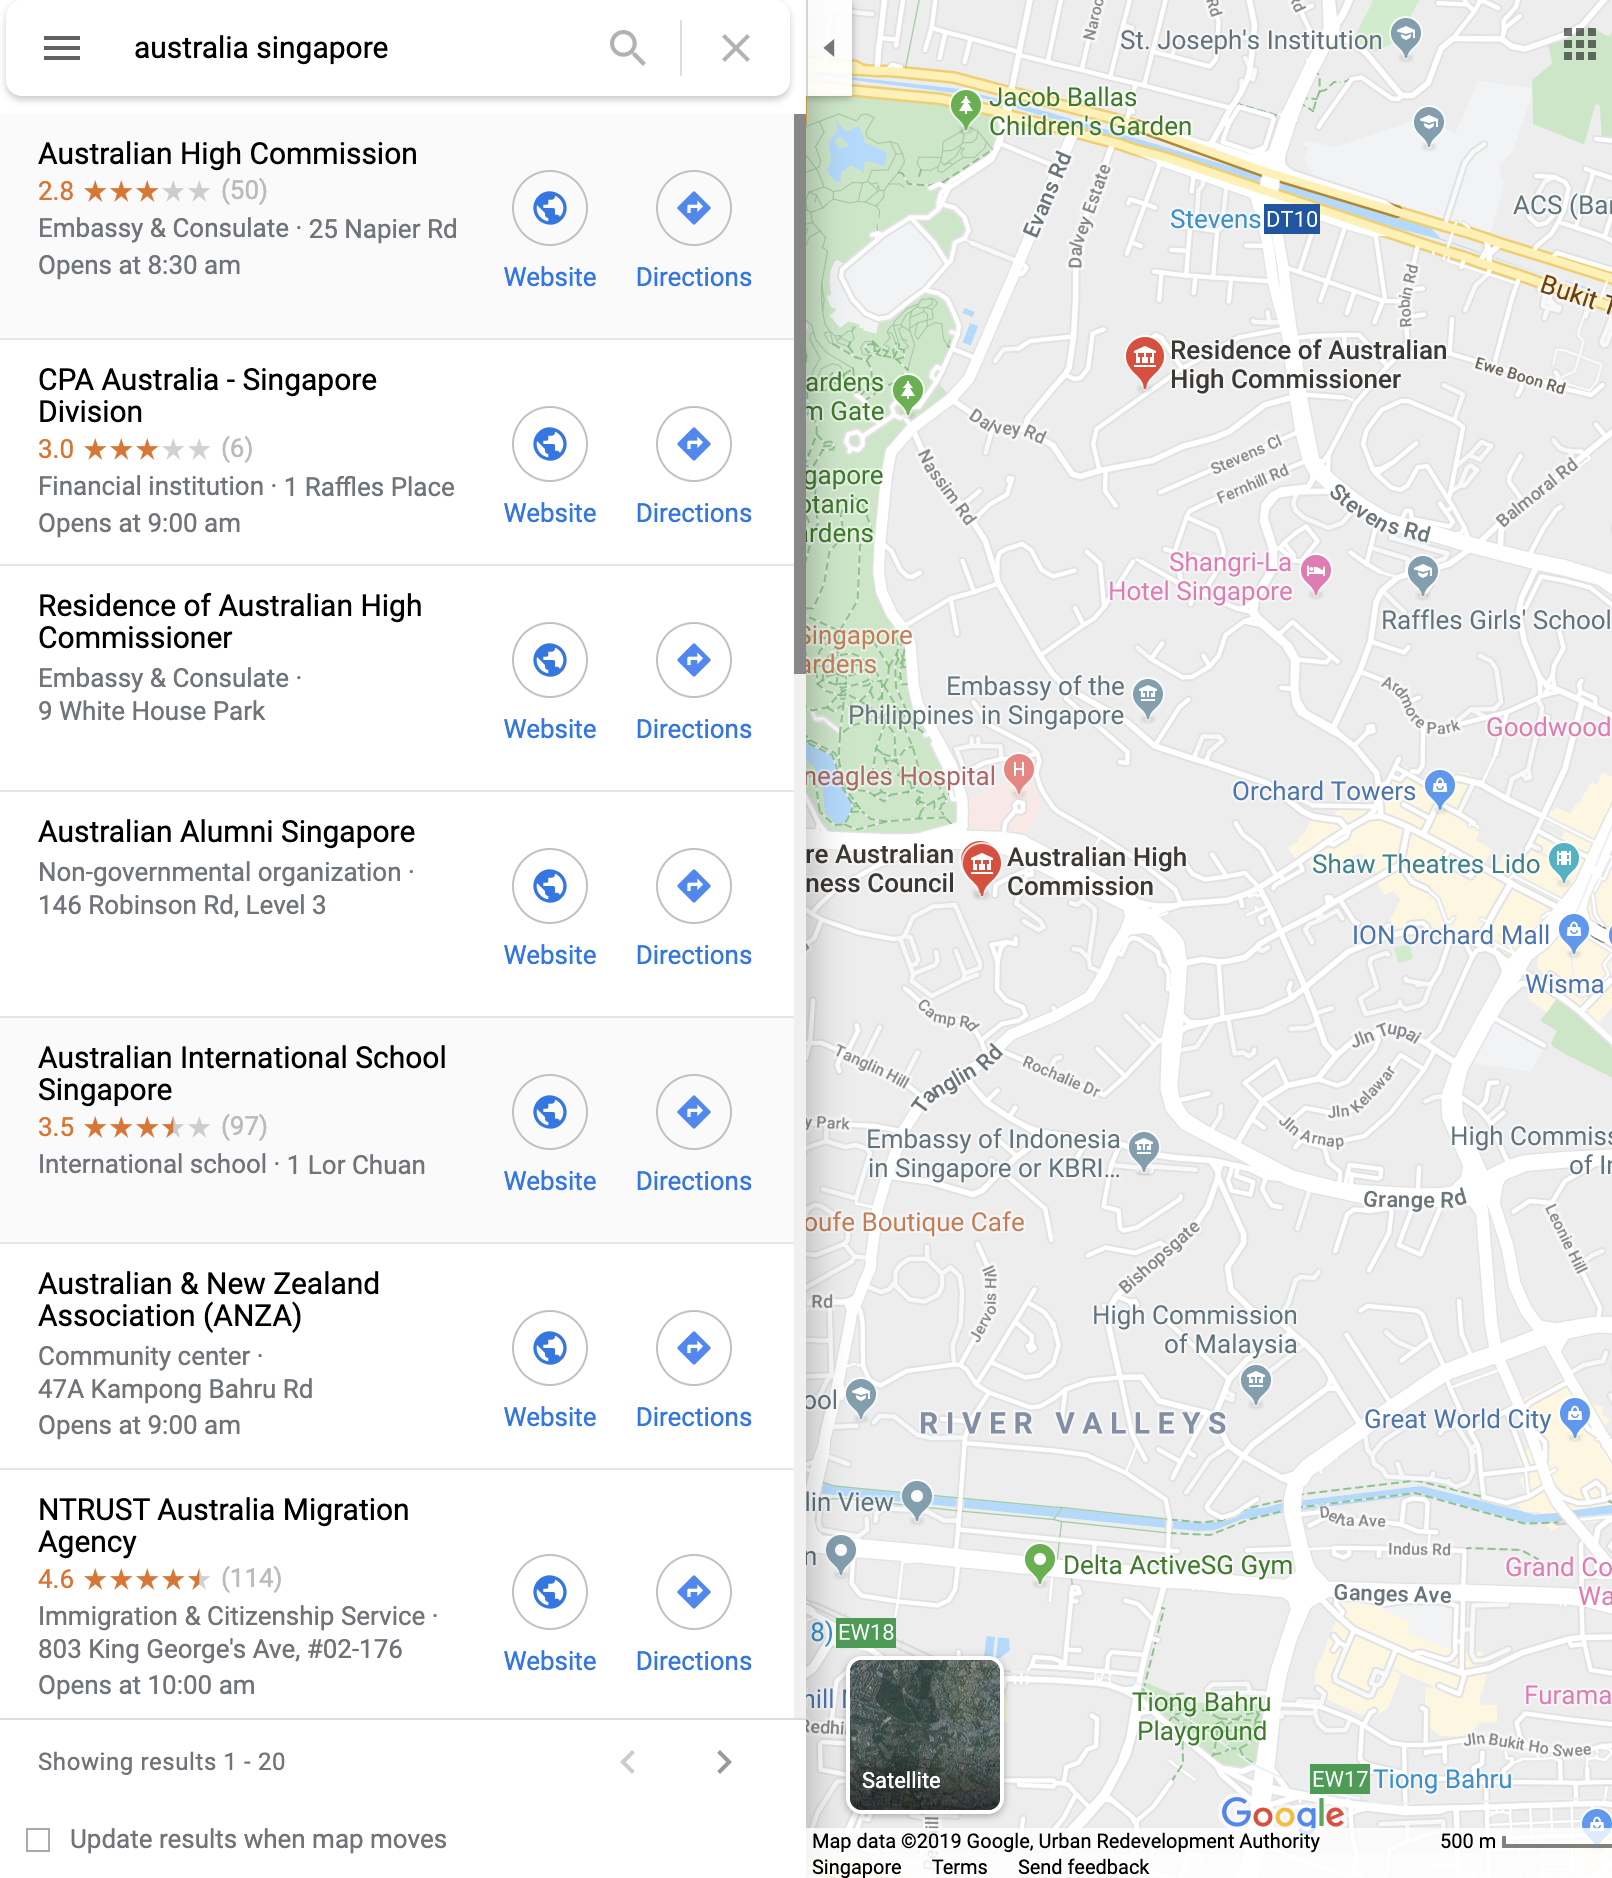 australia singapore
Australian High Commission
2.8 (50)
Embassy & Consulate · 25 Napier Rd
Opens at 8:30 am
Website
Directions
CPA Australia - Singapore
Division
3.0 (6)
Financial institution · 1 Raffles Place
Opens at 9:00 am
Website
Directions
Residence of Australian High
Commissioner
Embassy & Consulate ·
9 White House Park
Website
Directions
Australian Alumni Singapore
Non-governmental organization ·
146 Robinson Rd, Level 3
Website
Directions
Australian International School
Singapore
3.5 (97)
International school · 1 Lor Chuan
Website
Directions
Australian & New Zealand
Association (ANZA)
Community center ·
47A Kampong Bahru Rd
Opens at 9:00 am
Website
Directions
NTRUST Australia Migration
Agency
4.6 (114)
Immigration & Citizenship Service ·
803 King George's Ave, #02-176
Opens at 10:00 am
Website
Directions
Showing results 1 - 20
Update results when map moves
St. Joseph's Institution
Jacob Ballas
Children's Garden
Evans Rd
Dalvey Estate
Stevens DT10
ACS (Bar
Robin Rd
Bukit T
Residence of Australian
High Commissioner
Ewe Boon Rd
ardens
m Gate
Dalvey Rd
Nassim Rd
Stevens Cl
Fernhill Rd
Stevens Rd
Balmoral Rd
gapore
otanic
ardens
Shangri-La
Hotel Singapore
Raffles Girls' School
Singapore
ardens
Embassy of the
Philippines in Singapore
Ardmore Park
Goodwood
neagles Hospital
H
Orchard Towers
re Australian
ness Council
Australian High
Commission
Shaw Theatres Lido
ION Orchard Mall
Wisma
Camp Rd
Tanglin Hill
Tanglin Rd
Rochalie Dr
Jln Tupai
Jln Kelawar
Jln Arnap
y Park
Embassy of Indonesia
in Singapore or KBRI...
High Commiss
of In
Grange Rd
oufe Boutique Cafe
Bishopsgate
Leonie Hill
Rd
Jervois Hill
High Commission
of Malaysia
ool
RIVER VALLEYS
Great World City
lin View
Delta Ave
n
Delta ActiveSG Gym
Indus Rd
Grand Co
Wa
Ganges Ave
8) EW18
hill
Redhi
Tiong Bahru
Playground
Furama
Jln Bukit Ho Swee
EW17 Tiong Bahru
Satellite
Google
Map data ©2019 Google, Urban Redevelopment Authority
500 m
Singapore Terms Send feedback